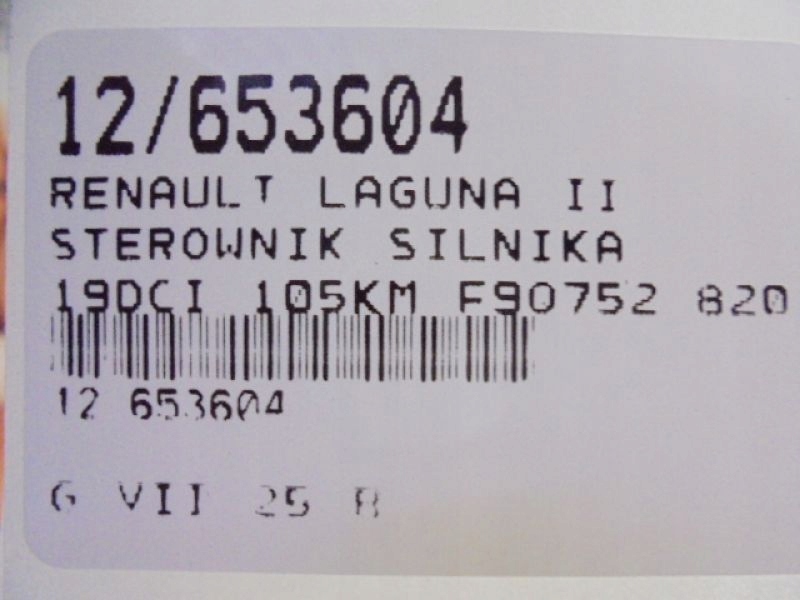 12/653604
RENAULT LAGUNA II
STEROWNIK SILNIKA
19DCI 105KM F90752 820
12 653604
G VII 25 R